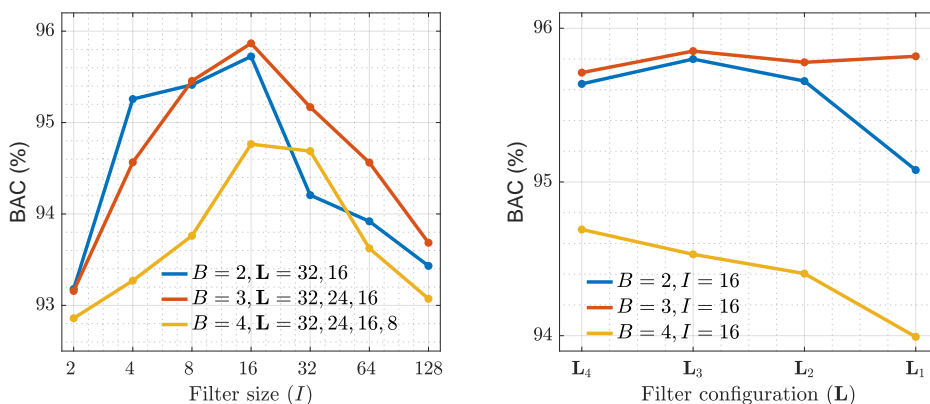 96
95
94
93
BAC (%)
2 4 8 16 32 64 128
Filter size (I)
B = 2, L = 32, 16
B = 3, L = 32, 24, 16
B = 4, L = 32, 24, 16, 8
96
95
94
BAC (%)
L₄ L₃ L₂ L₁
Filter configuration (L)
B = 2, I = 16
B = 3, I = 16
B = 4, I = 16